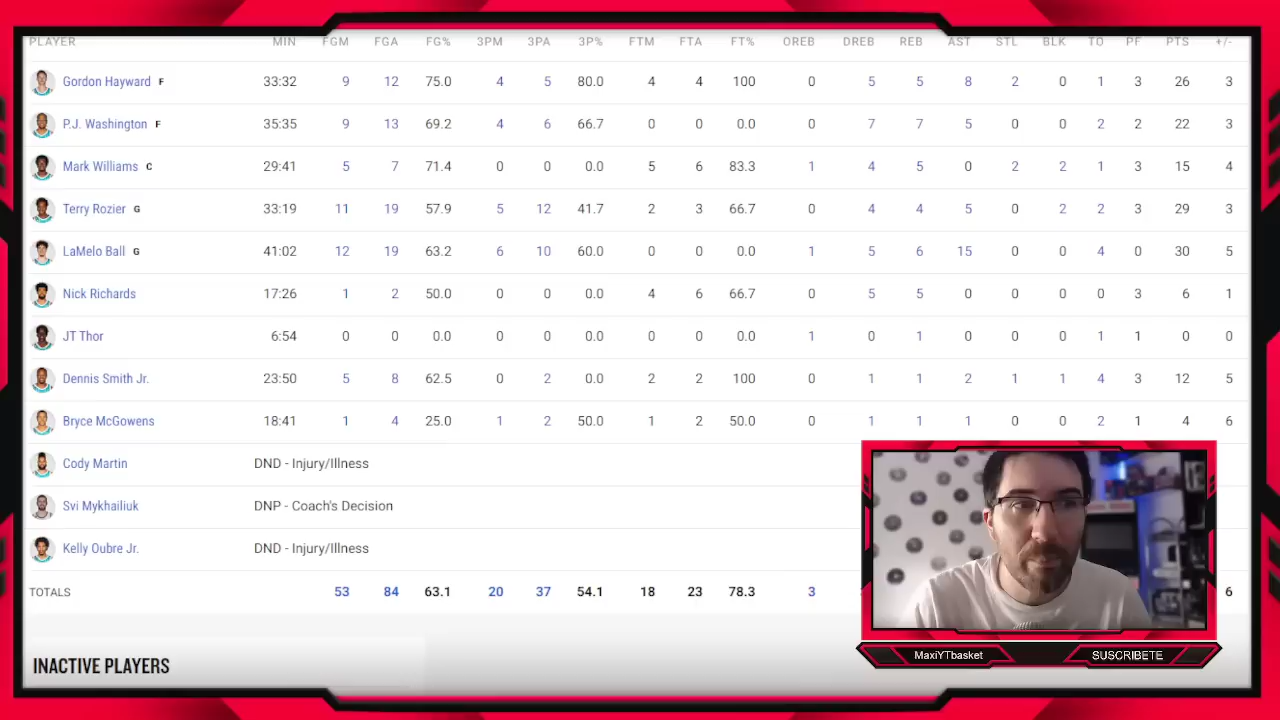 PLAYER MIN FGM FGA FG% 3PM 3PA 3P% FTM FTA FT% OREB DREB REB AST STL BLK TO PF PTS +/-
Gordon Hayward F 33:32 9 12 75.0 4 5 80.0 4 4 100 0 5 5 8 2 0 1 3 26 3
P.J. Washington F 35:35 9 13 69.2 4 6 66.7 0 0 0.0 0 7 7 5 0 0 2 2 22 3
Mark Williams C 29:41 5 7 71.4 0 0 0.0 5 6 83.3 1 4 5 0 2 2 1 3 15 4
Terry Rozier G 33:19 11 19 57.9 5 12 41.7 2 3 66.7 0 4 4 5 0 2 2 3 29 3
LaMelo Ball G 41:02 12 19 63.2 6 10 60.0 0 0 0.0 1 5 6 15 0 0 4 0 30 5
Nick Richards 17:26 1 2 50.0 0 0 0.0 4 6 66.7 0 5 5 0 0 0 0 3 6 1
JT Thor 6:54 0 0 0.0 0 0 0.0 0 0 0.0 1 0 1 0 0 0 1 1 0 0
Dennis Smith Jr. 23:50 5 8 62.5 0 2 0.0 2 2 100 0 1 1 2 1 1 4 3 12 5
Bryce McGowens 18:41 1 4 25.0 1 2 50.0 1 2 50.0 0 1 1 1 0 0 2 1 4 6
Cody Martin DND - Injury/Illness
Svi Mykhailiuk DNP - Coach's Decision
Kelly Oubre Jr. DND - Injury/Illness
TOTALS 53 84 63.1 20 37 54.1 18 23 78.3 3 6
INACTIVE PLAYERS
MaxiYTbasket
SUSCRIBETE